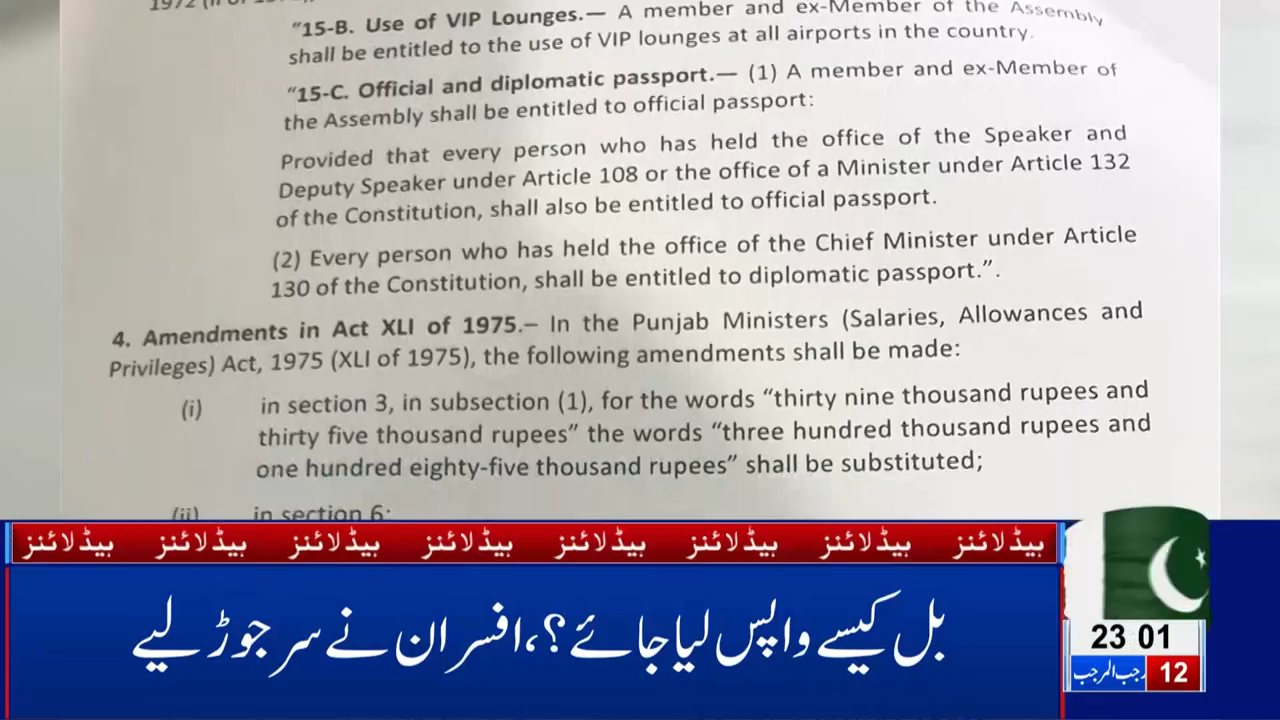 1972 (II of
"15-B. Use of VIP Lounges.— A member and ex-Member of the Assembly
shall be entitled to the use of VIP lounges at all airports in the country.
"15-C. Official and diplomatic passport.— (1) A member and ex-Member of
the Assembly shall be entitled to official passport:
Provided that every person who has held the office of the Speaker and
Deputy Speaker under Article 108 or the office of a Minister under Article 132
of the Constitution, shall also be entitled to official passport.
(2) Every person who has held the office of the Chief Minister under Article
130 of the Constitution, shall be entitled to diplomatic passport.”.
4. Amendments in Act XLI of 1975.– In the Punjab Ministers (Salaries, Allowances and
Privileges) Act, 1975 (XLI of 1975), the following amendments shall be made:
(i) in section 3, in subsection (1), for the words “thirty nine thousand rupees and
thirty five thousand rupees” the words “three hundred thousand rupees and
one hundred eighty-five thousand rupees” shall be substituted;
(ii) in section 6:
ہیڈلائنز ہیڈلائنز ہیڈلائنز ہیڈلائنز ہیڈلائنز ہیڈلائنز ہیڈلائنز ہیڈلائنز
بل کیسے واپس لیا جائے؟، افسران نے سر جوڑ لیے
23 01
12 رجب المرجب